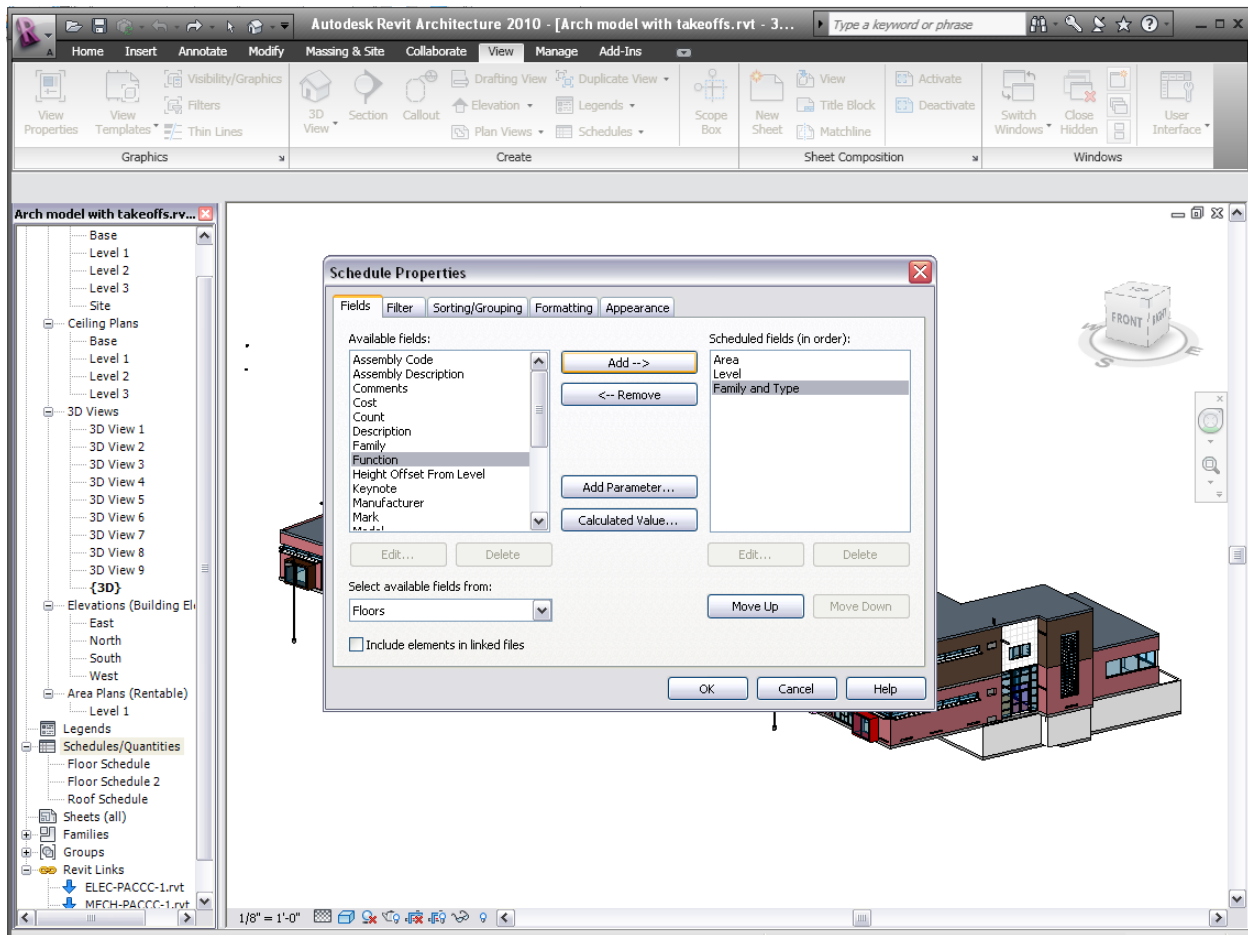 Autodesk Revit Architecture 2010 - [Arch model with takeoffs.rvt - 3...
Type a keyword or phrase
Home Insert Annotate Modify Massing & Site Collaborate View Manage Add-Ins
View Properties
View Templates
Visibility/Graphics
Filters
Thin Lines
Graphics
3D View
Section
Callout
Drafting View
Elevation
Plan Views
Duplicate View
Legends
Schedules
Scope Box
Create
New Sheet
View
Title Block
Matchline
Activate
Deactivate
Sheet Composition
Switch Windows
Close Hidden
User Interface
Windows
Arch model with takeoffs.rv...
Base
Level 1
Level 2
Level 3
Site
Ceiling Plans
Base
Level 1
Level 2
Level 3
3D Views
3D View 1
3D View 2
3D View 3
3D View 4
3D View 5
3D View 6
3D View 7
3D View 8
3D View 9
{3D}
Elevations (Building El
East
North
South
West
Area Plans (Rentable)
Level 1
Legends
Schedules/Quantities
Floor Schedule
Floor Schedule 2
Roof Schedule
Sheets (all)
Families
Groups
Revit Links
ELEC-PACCC-1.rvt
MECH-PACCC-1.rvt
Schedule Properties
Fields Filter Sorting/Grouping Formatting Appearance
Available fields:
Assembly Code
Assembly Description
Comments
Cost
Count
Description
Family
Function
Height Offset From Level
Keynote
Manufacturer
Mark
Model
Add -->
<-- Remove
Add Parameter...
Calculated Value...
Scheduled fields (in order):
Area
Level
Family and Type
Edit... Delete
Edit... Delete
Select available fields from:
Floors
Move Up Move Down
Include elements in linked files
OK Cancel Help
FRONT RIGHT
W
S
E
1/8" = 1'-0"